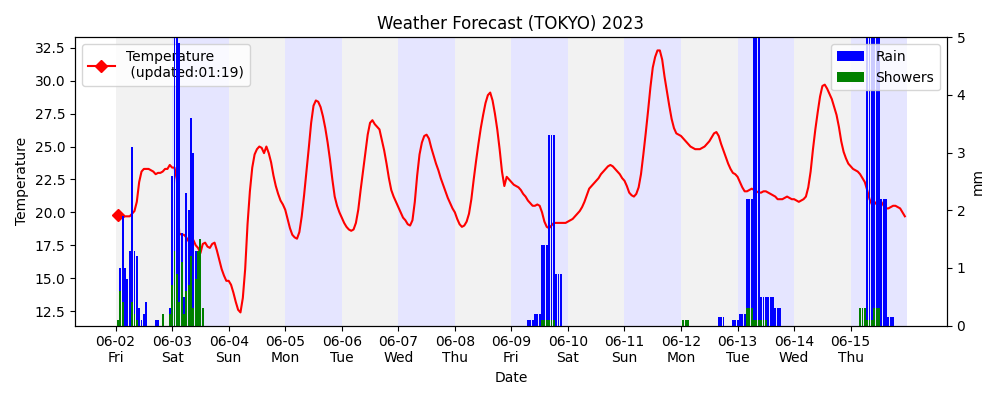 Weather Forecast (TOKYO) 2023
Temperature
(updated:01:19)
Rain
Showers
32.5
30.0
27.5
25.0
22.5
20.0
17.5
15.0
12.5
Temperature
5
4
3
2
1
0
mm
06-02 06-03 06-04 06-05 06-06 06-07 06-08 06-09 06-10 06-11 06-12 06-13 06-14 06-15
Fri Sat Sun Mon Tue Wed Thu Fri Sat Sun Mon Tue Wed Thu
Date